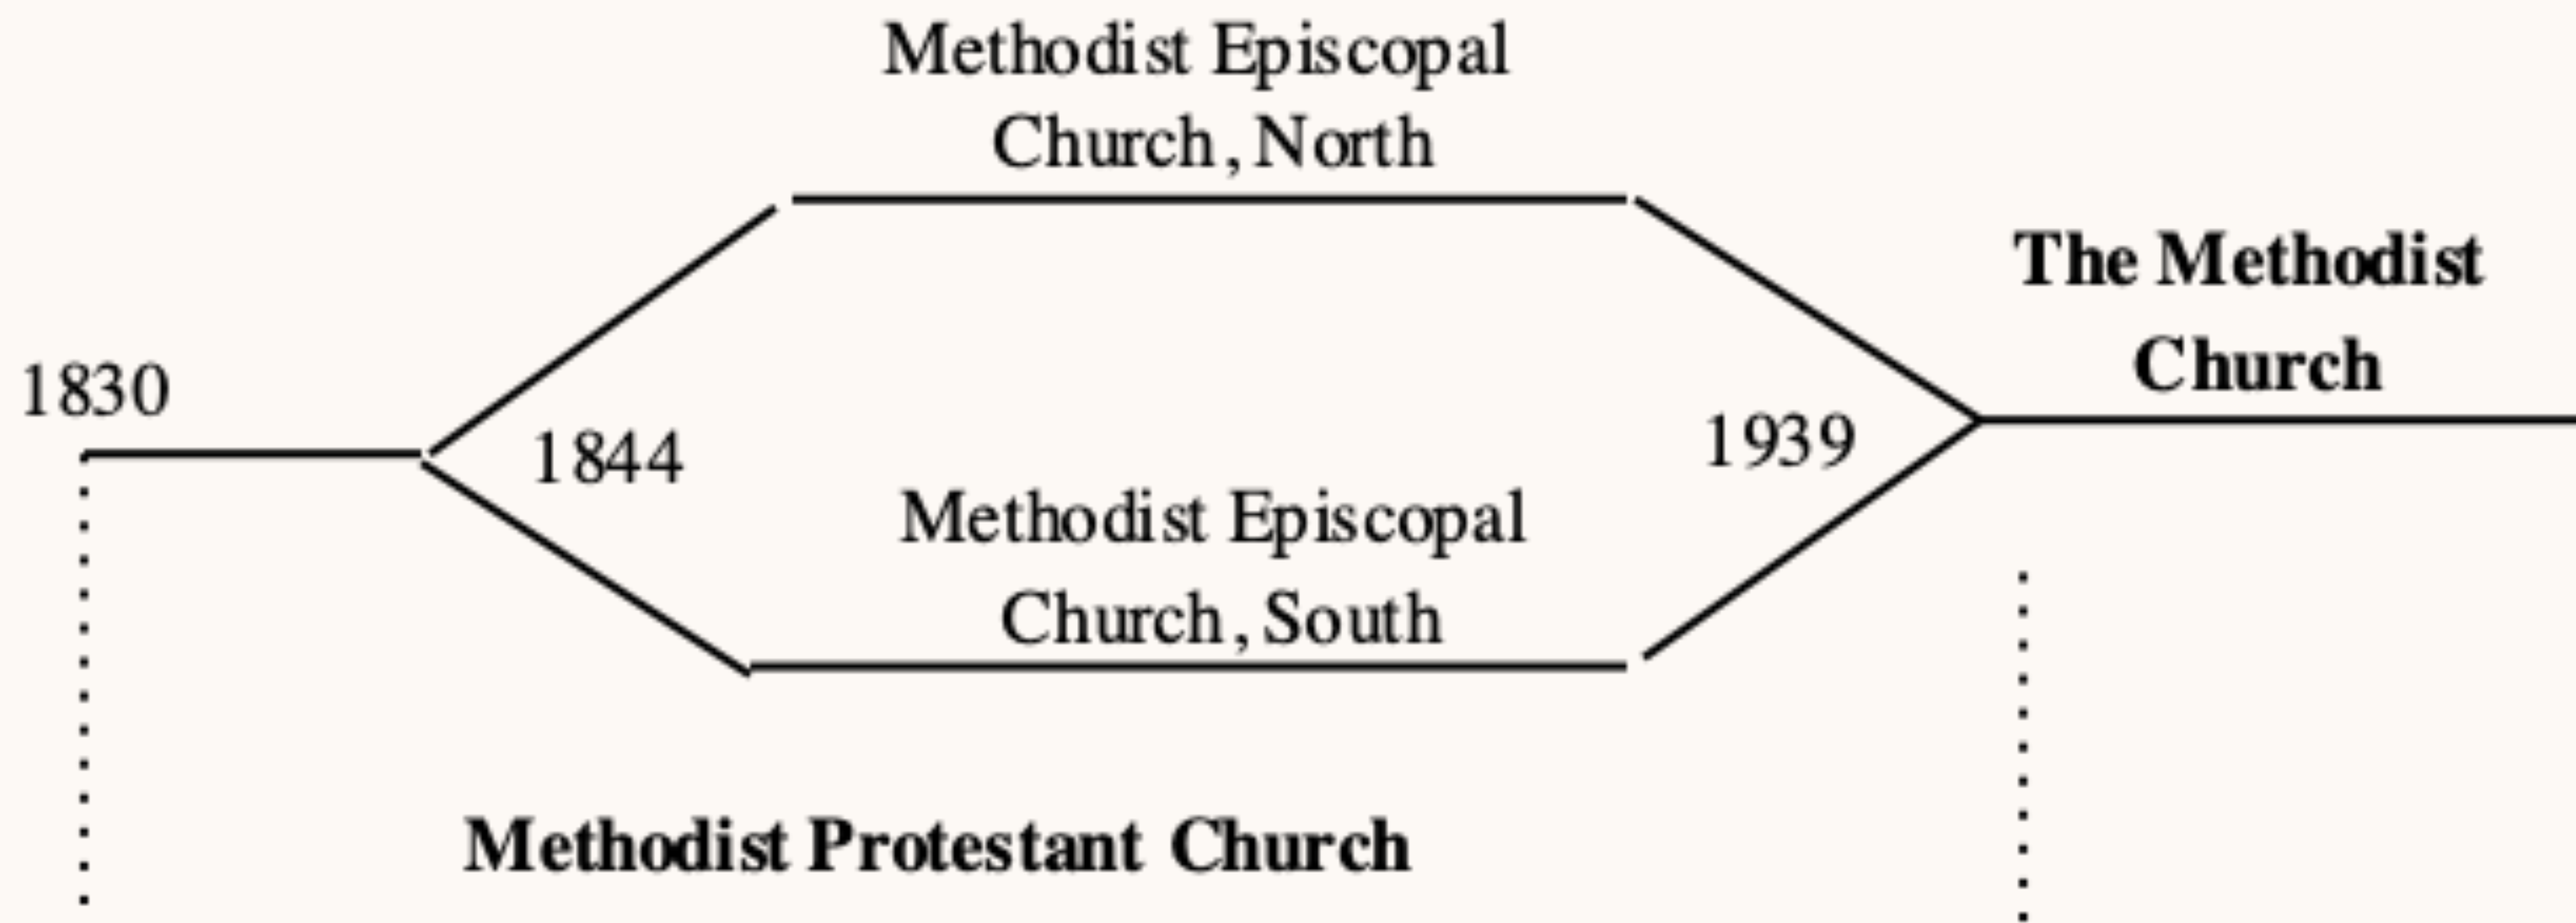 Methodist Episcopal
Church, North
The Methodist
Church
1830
1844
1939
Methodist Episcopal
Church, South
Methodist Protestant Church